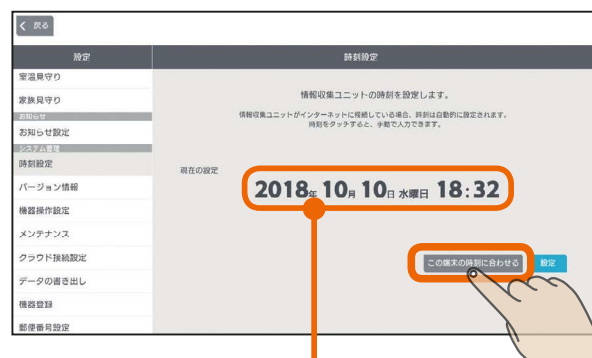 戻る
設定
時刻設定
室温見守り
家族見守り
お知らせ
お知らせ設定
システム管理
時刻設定
バージョン情報
機器操作設定
メンテナンス
クラウド接続設定
データの書き出し
機器登録
郵便番号設定
情報収集ユニットの時刻を設定します。
情報収集ユニットがインターネットに接続している場合、時刻は自動的に設定されます。
時刻をタッチすると、手動で入力できます。
現在の設定
2018年 10月 10日 水曜日 18:32
この端末の時刻に合わせる
設定